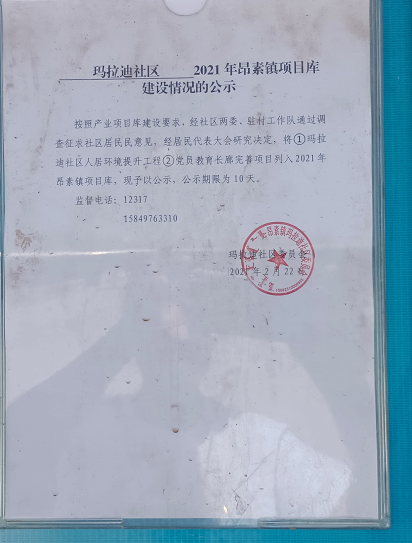 玛拉迪社区 2021年昂素镇项目库
建设情况的公示
按照产业项目库建设要求，经社区两委、驻村工作队通过调
查征求社区居民民意见，经居民代表大会研究决定，将①玛拉
迪社区人居环境提升工程②党员教育长廊完善项目列入2021年
昂素镇项目库，现予以公示，公示期限为10天。
监督电话：12317
15849763310
玛拉迪社区委员会
2021年2月22日